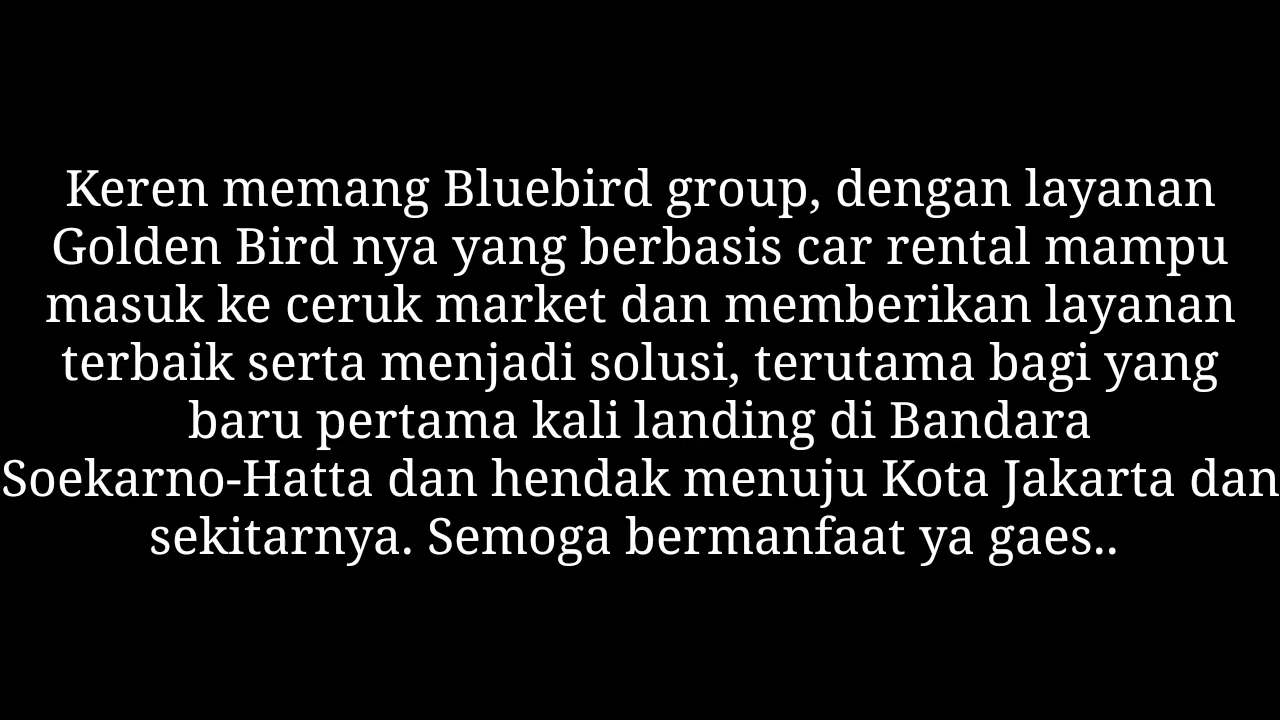 Keren memang Bluebird group, dengan layanan
Golden Bird nya yang berbasis car rental mampu
masuk ke ceruk market dan memberikan layanan
terbaik serta menjadi solusi, terutama bagi yang
baru pertama kali landing di Bandara
Soekarno-Hatta dan hendak menuju Kota Jakarta dan
sekitarnya. Semoga bermanfaat ya gaes..